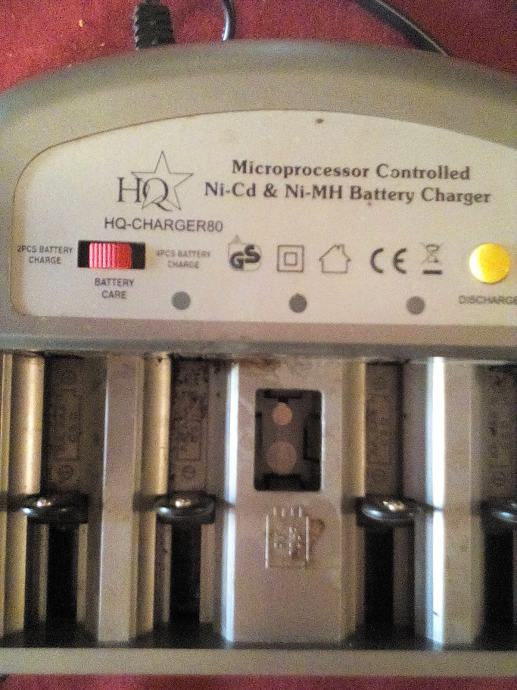 Microprocessor Controlled
Ni-Cd & Ni-MH Battery Charger
HQ
HQ-CHARGER80
2PCS BATTERY
CHARGE
4PCS BATTERY
CHARGE
BATTERY
CARE
GS
CE
DISCHARGE